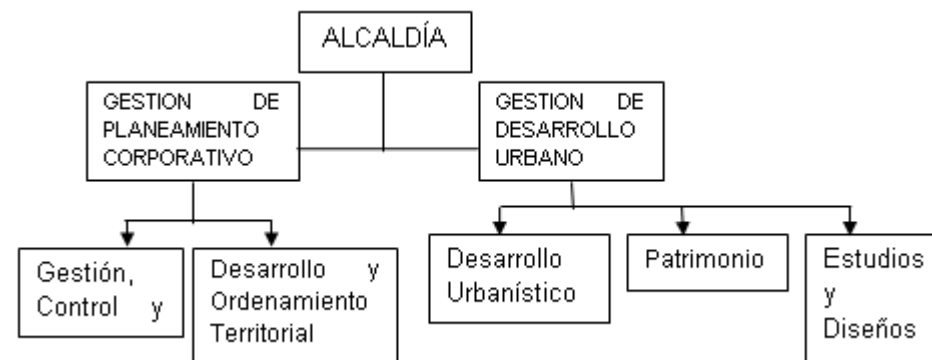 ALCALDÍA
GESTION DE
PLANEAMIENTO
CORPORATIVO
GESTION DE
DESARROLLO
URBANO
Gestión,
Control y
Desarrollo y
Ordenamiento
Territorial
Desarrollo
Urbanístico
Patrimonio
Estudios
y
Diseños